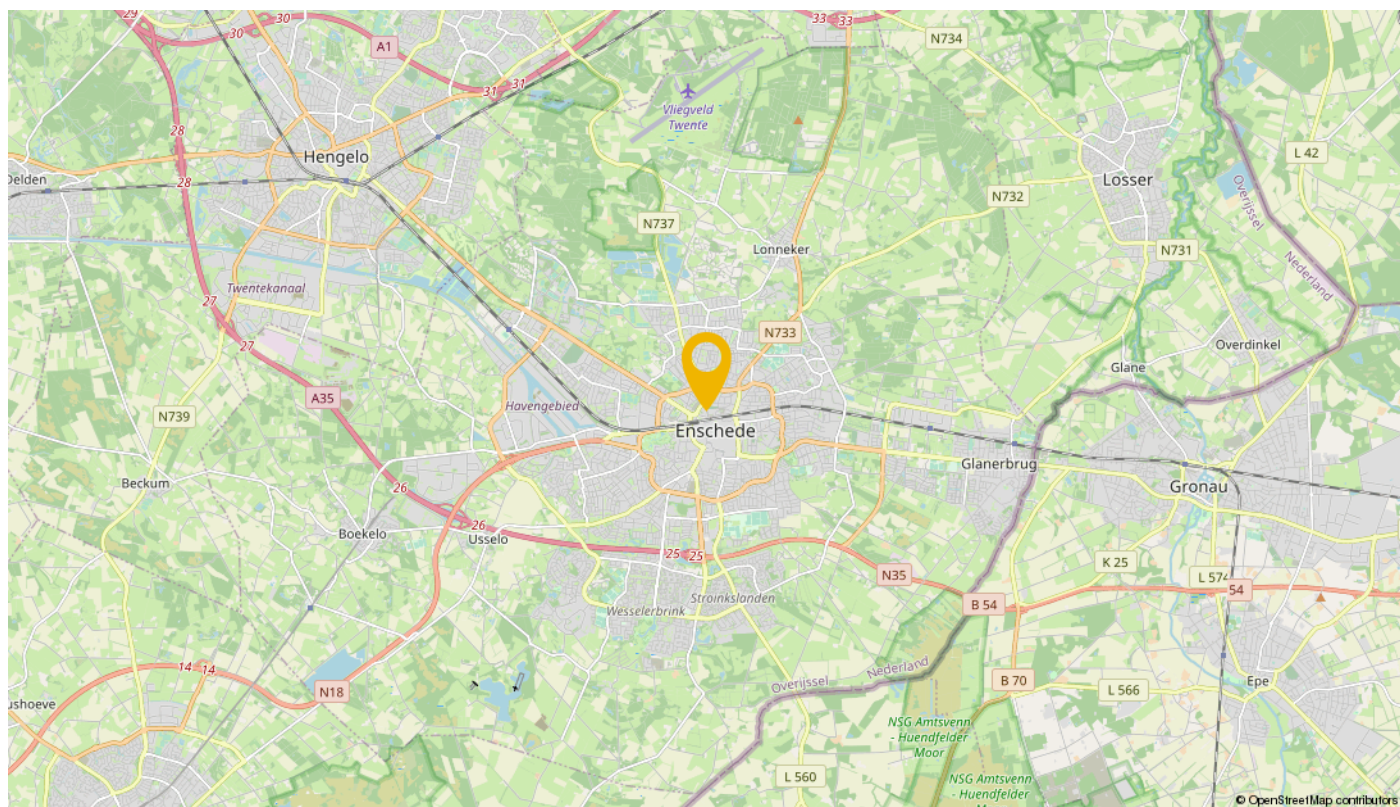 29
30
30
A1
33
33
N734
31
31
Vliegveld
Twente
28
Hengelo
L 42
Delden
28
Losser
N732
Overijssel
N737
Lonneker
N731
Nederland
Twentekanaal
27
27
N733
Overdinkel
Glane
A35
Havengebied
N739
Enschede
Glanerbrug
Beckum
26
Gronau
Boekelo
26
Usselo
25
25
K 25
N35
L 574
54
Stroinkslanden
B 54
Wesselerbrink
14
14
Nederland
Overijssel
B 70
Epe
N18
L 566
ushoeve
NSG Amtsvenn
- Huendfelder
Moor
L 560
NSG Amtsvenn
- Huendfelder
© OpenStreetMap contributor